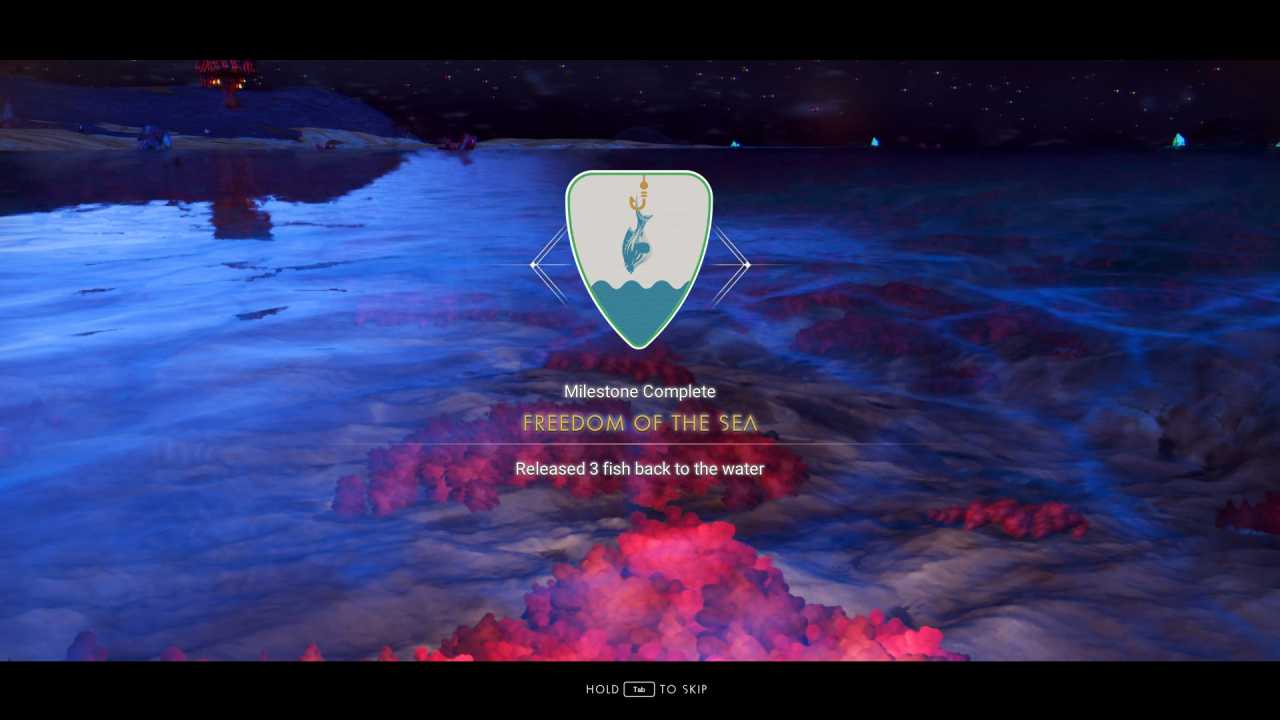 Milestone Complete
FREEDOM OF THE SEA
Released 3 fish back to the water
HOLD Tab TO SKIP